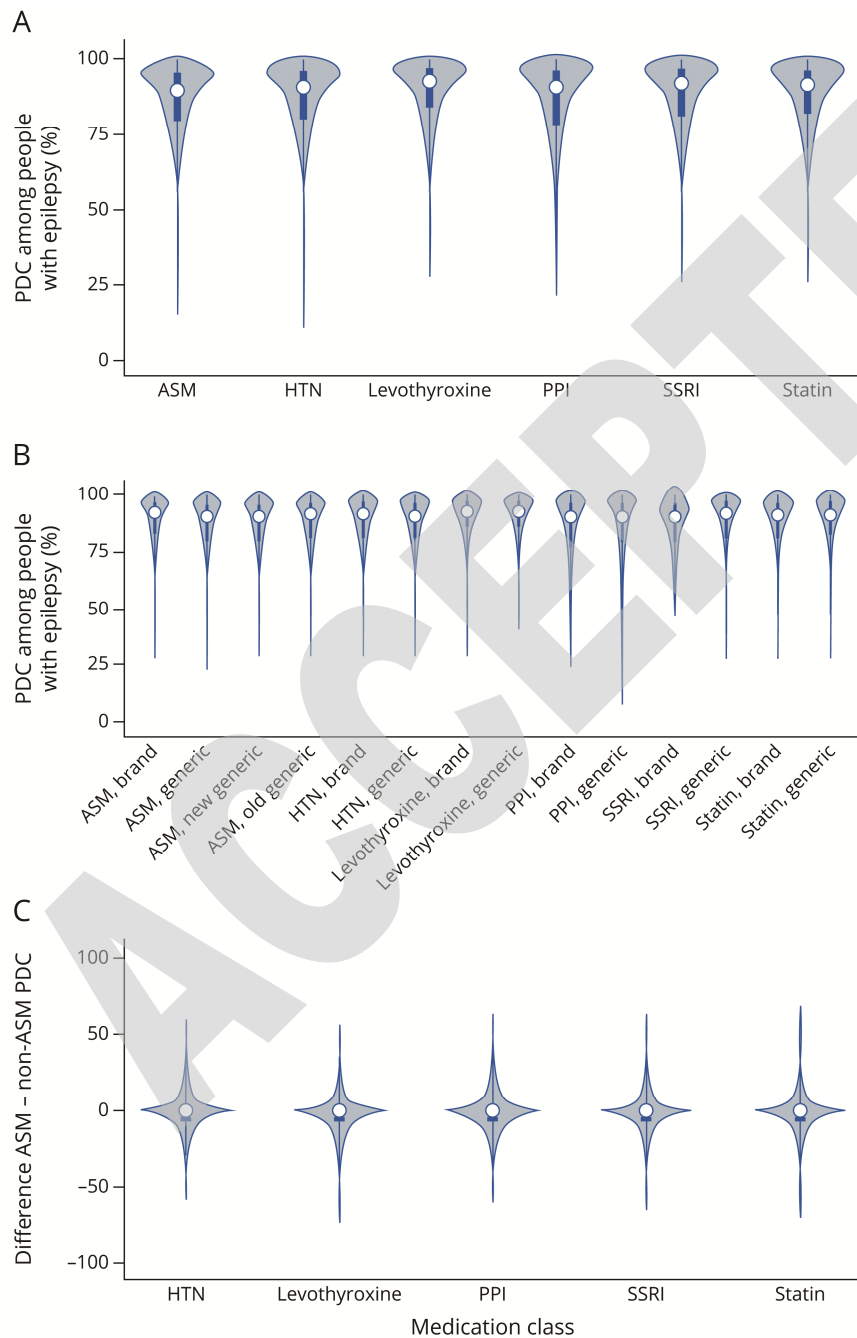 A
PDC among people
with epilepsy (%)
100
75
50
25
0
ASM HTN Levothyroxine PPI SSRI Statin
B
PDC among people
with epilepsy (%)
100
75
50
25
0
ASM, brand
ASM, generic
ASM, new generic
ASM, old generic
HTN, brand
HTN, generic
Levothyroxine, brand
Levothyroxine, generic
PPI, brand
PPI, generic
SSRI, brand
SSRI, generic
Statin, brand
Statin, generic
C
Difference ASM – non-ASM PDC
100
50
0
–50
–100
HTN Levothyroxine PPI SSRI Statin
Medication class